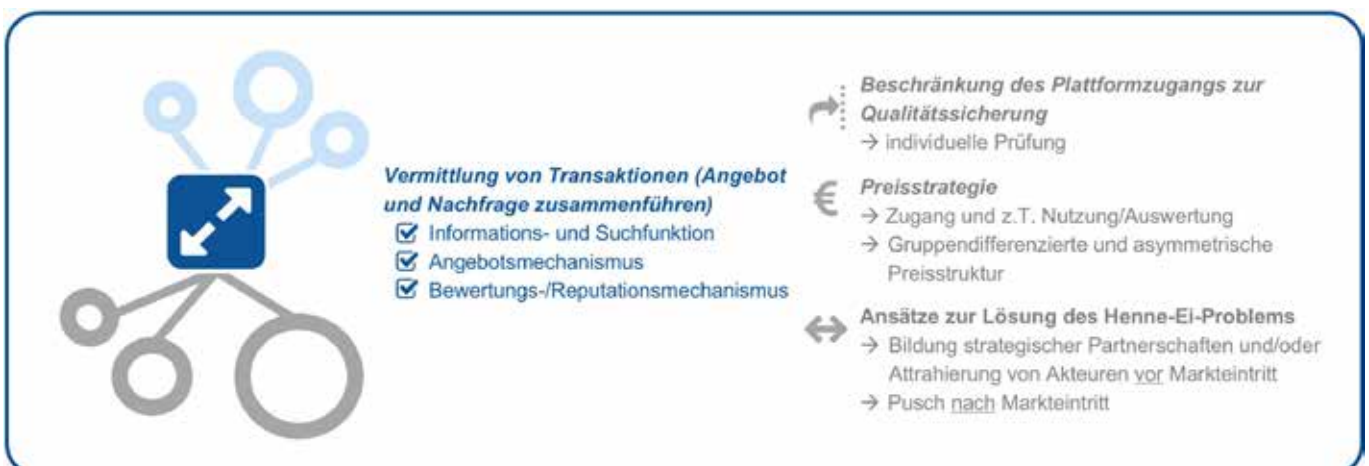 Vermittlung von Transaktionen (Angebot
und Nachfrage zusammenführen)
Informations- und Suchfunktion
Angebotsmechanismus
Bewertungs-/Reputationsmechanismus
Beschränkung des Plattformzugangs zur
Qualitätssicherung
→ individuelle Prüfung
€ Preisstrategie
→ Zugang und z.T. Nutzung/Auswertung
→ Gruppendifferenzierte und asymmetrische
Preisstruktur
Ansätze zur Lösung des Henne-Ei-Problems
→ Bildung strategischer Partnerschaften und/oder
Attrahierung von Akteuren vor Markteintritt
→ Pusch nach Markteintritt